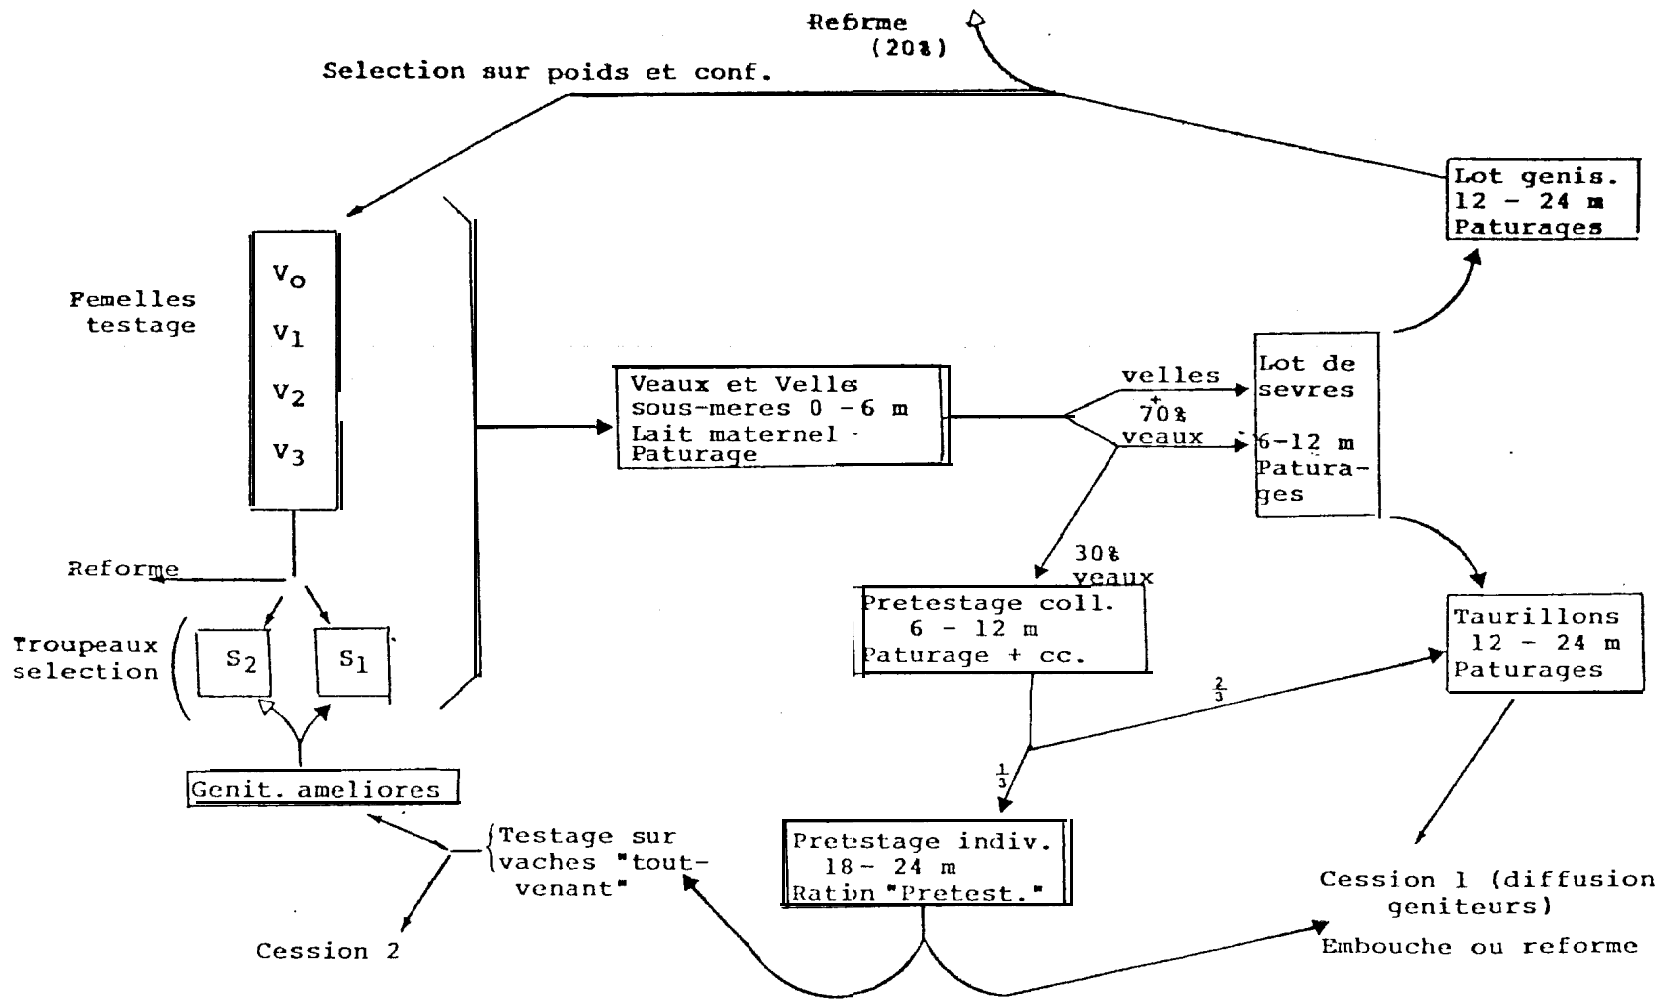 Reforme
(20%)
Selection sur poids et conf.
Lot genis.
12 - 24 m
Paturages
Femelles
testage
V0
V1
V2
V3
Veaux et Velle
sous-meres 0 -6 m
Lait maternel
Paturage
velles
+
70%
veaux
Lot de
sevres
6-12 m
Patura-
ges
30%
veaux
Reforme
Troupeaux
selection
S2
S1
Pretestage coll.
6 - 12 m
Paturage + cc.
Taurillons
12 - 24 m
Paturages
2/3
1/3
Genit. ameliores
Testage sur
vaches "tout-
venant"
Pretestage indiv.
18- 24 m
Ration "Pretest."
Cession 1 (diffusion
geniteurs)
Embouche ou reforme
Cession 2